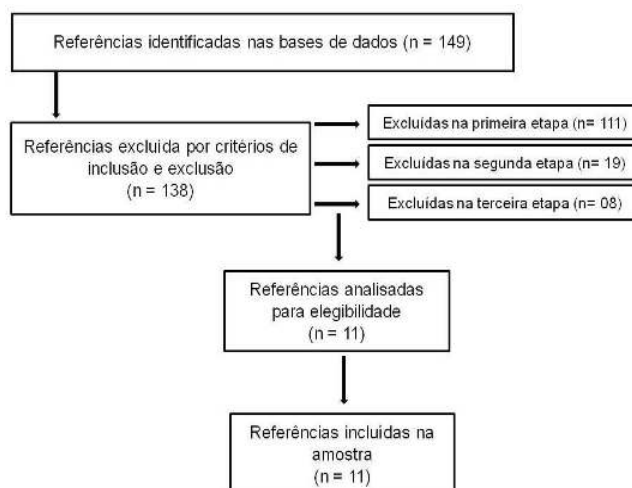 Referências identificadas nas bases de dados (n = 149)
Referências excluída por critérios de
inclusão e exclusão
(n = 138)
Excluídas na primeira etapa (n= 111)
Excluídas na segunda etapa (n= 19)
Excluídas na terceira etapa (n= 08)
Referências analisadas
para elegibilidade
(n = 11)
Referências incluidas na
amostra
(n = 11)